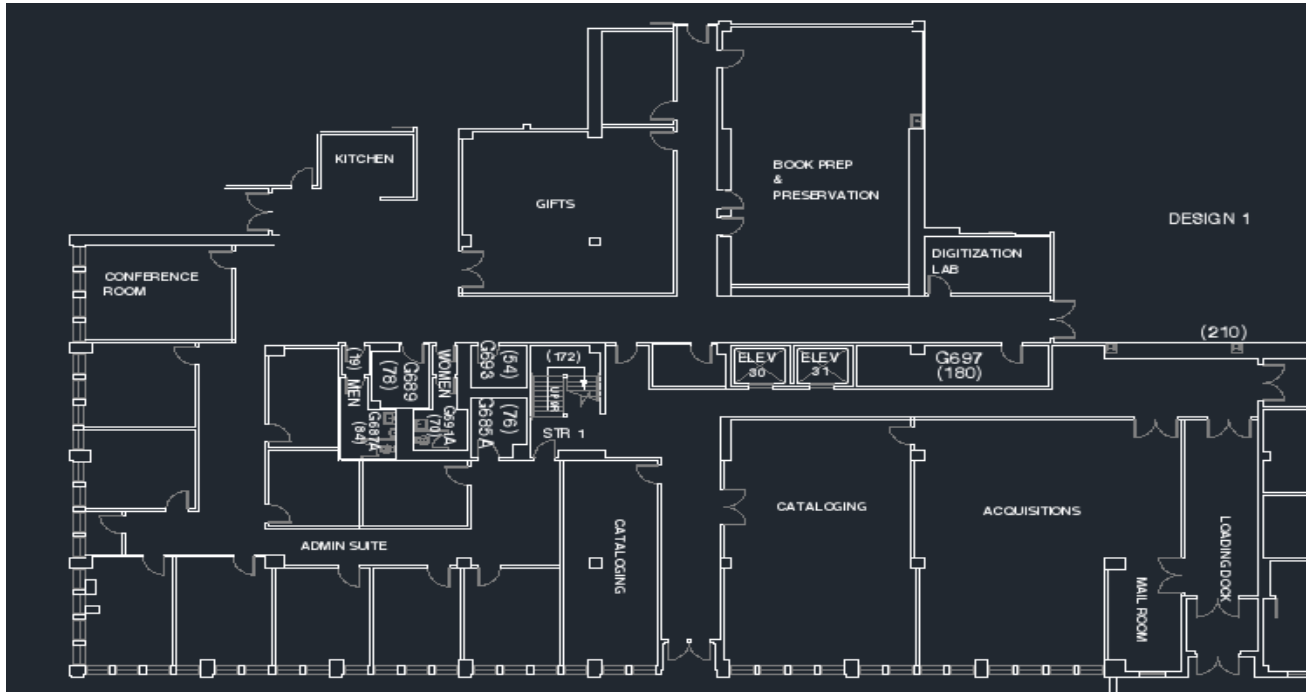 KITCHEN
GIFTS
BOOK PREP
&
PRESERVATION
DESIGN 1
CONFERENCE
ROOM
DIGITIZATION
LAB
(210)
(19)
MEN
(78)
G689
WOMEN
G693
(54)
(172)
ELEV
30
ELEV
31
G697
(180)
G687A
(84)
G691A
(70)
G685A
(76)
UP 9R
STR 1
CATALOGING
CATALOGING
ACQUISITIONS
LOADING DOCK
ADMIN SUITE
MAIL ROOM